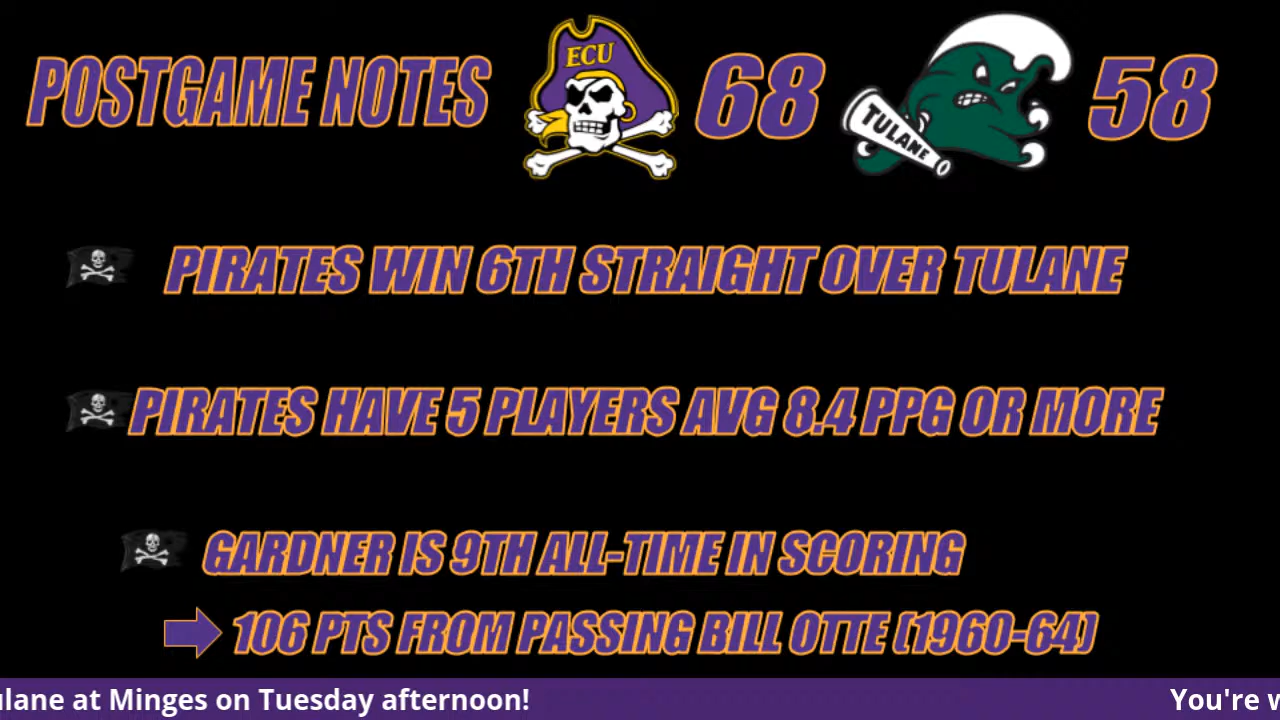 POSTGAME NOTES ECU 68 TULANE 58
PIRATES WIN 6TH STRAIGHT OVER TULANE
PIRATES HAVE 5 PLAYERS AVG 8.4 PPG OR MORE
GARDNER IS 9TH ALL-TIME IN SCORING
106 PTS FROM PASSING BILL OTTE (1960-64)
ulane at Minges on Tuesday afternoon! You're w